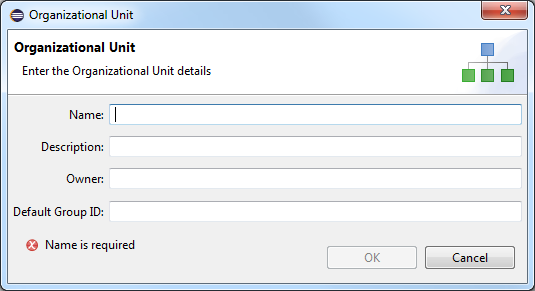 Organizational Unit
Organizational Unit
Enter the Organizational Unit details
Name:
Description:
Owner:
Default Group ID:
Name is required
OK
Cancel